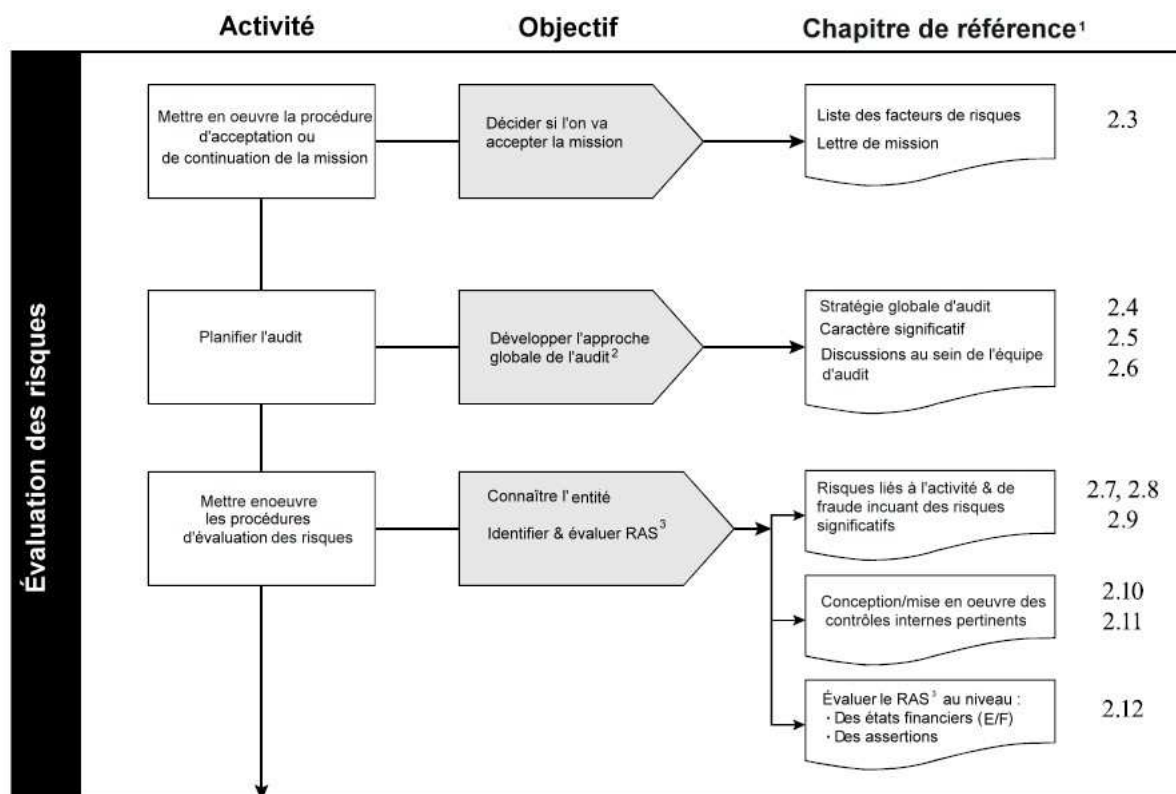 Activité
Objectif
Chapitre de référence¹
Évaluation des risques
Mettre en oeuvre la procédure
d'acceptation ou
de continuation de la mission
Décider si l'on va
accepter la mission
Liste des facteurs de risques
Lettre de mission
2.3
Planifier l'audit
Développer l'approche
globale de l'audit²
Stratégie globale d'audit
Caractère significatif
Discussions au sein de l'équipe
d'audit
2.4
2.5
2.6
Mettre enoeuvre
les procédures
d'évaluation des risques
Connaître l'entité
Identifier & évaluer RAS³
Risques liés à l'activité & de
fraude incuant des risques
significatifs
2.7, 2.8
2.9
Conception/mise en oeuvre des
contrôles internes pertinents
2.10
2.11
Évaluer le RAS³ au niveau :
· Des états financiers (E/F)
· Des assertions
2.12